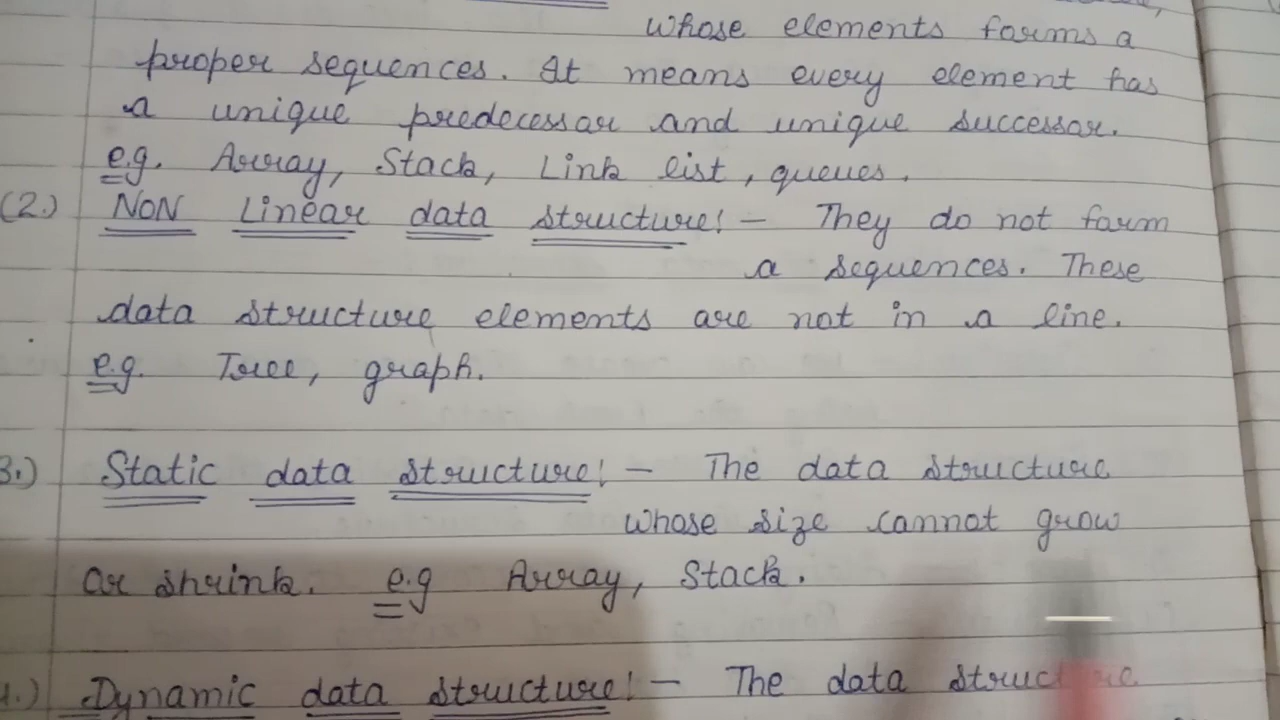 whose elements forms a
proper sequences. It means every element has
a unique predecessor and unique successor.
e.g. Array, Stack, Link list, queues.
(2.) NON Linear data structure:- They do not form
a sequences. These
data structure elements are not in a line.
e.g. Tree, graph.
3.) Static data structure:- The data structure
whose size cannot grow
or shrink. e.g Array, Stack.
.) Dynamic data structure:- The data structure